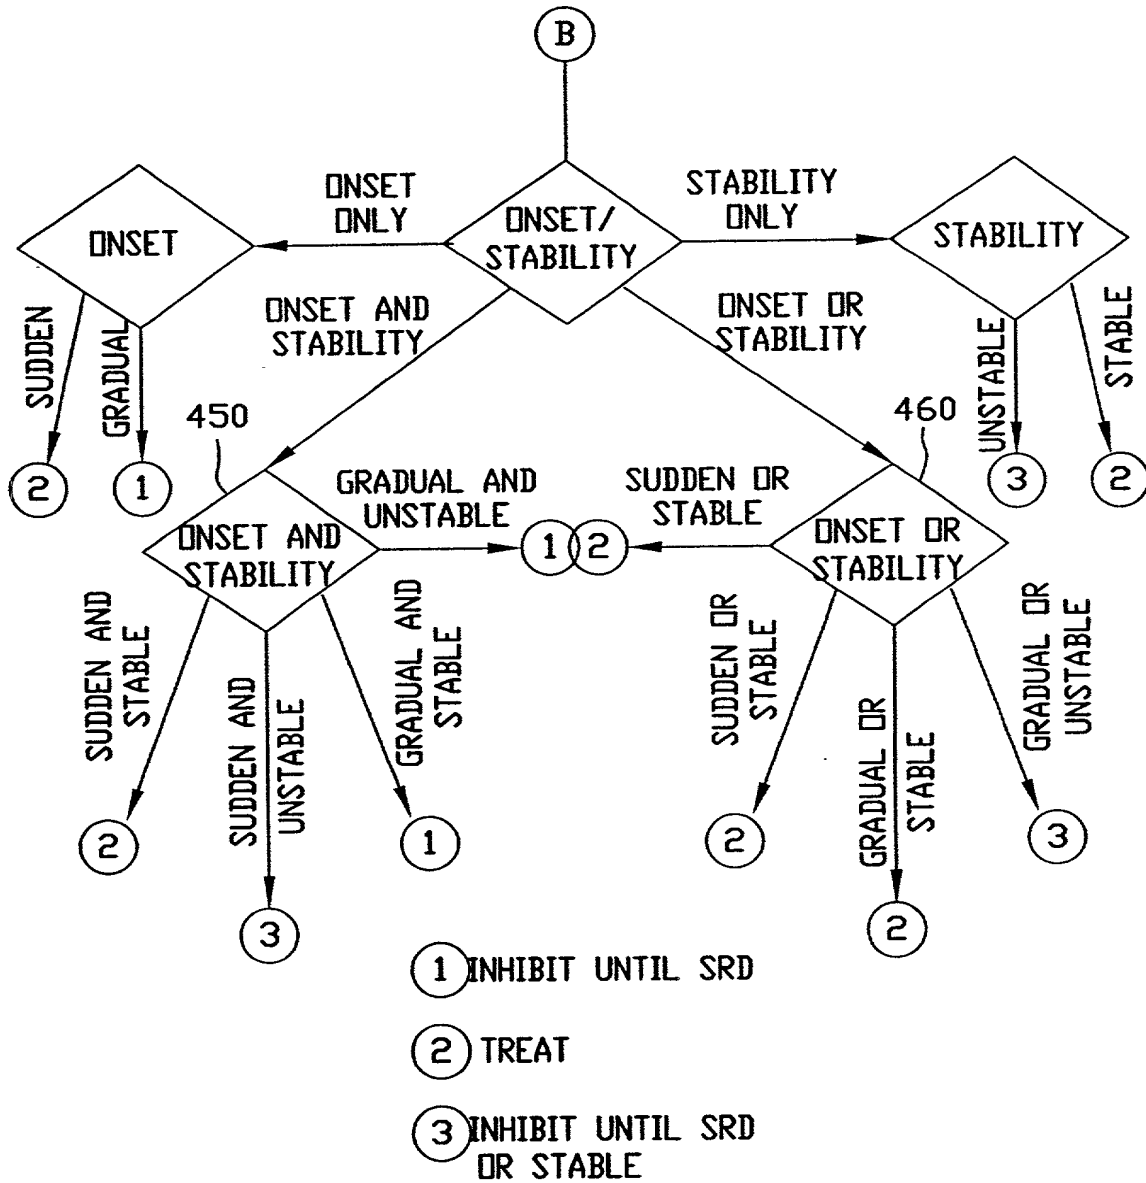 B
ONSET
ONLY
STABILITY
ONLY
ONSET/
STABILITY
ONSET
STABILITY
SUDDEN
GRADUAL
ONSET AND
STABILITY
ONSET OR
STABILITY
UNSTABLE
STABLE
2
1
450
460
3
2
GRADUAL AND
UNSTABLE
SUDDEN OR
STABLE
ONSET AND
STABILITY
1
2
ONSET OR
STABILITY
SUDDEN AND
STABLE
SUDDEN AND
UNSTABLE
GRADUAL AND
STABLE
SUDDEN OR
STABLE
GRADUAL OR
STABLE
GRADUAL OR
UNSTABLE
2
3
1
2
2
3
1 INHIBIT UNTIL SRD
2 TREAT
3 INHIBIT UNTIL SRD
OR STABLE